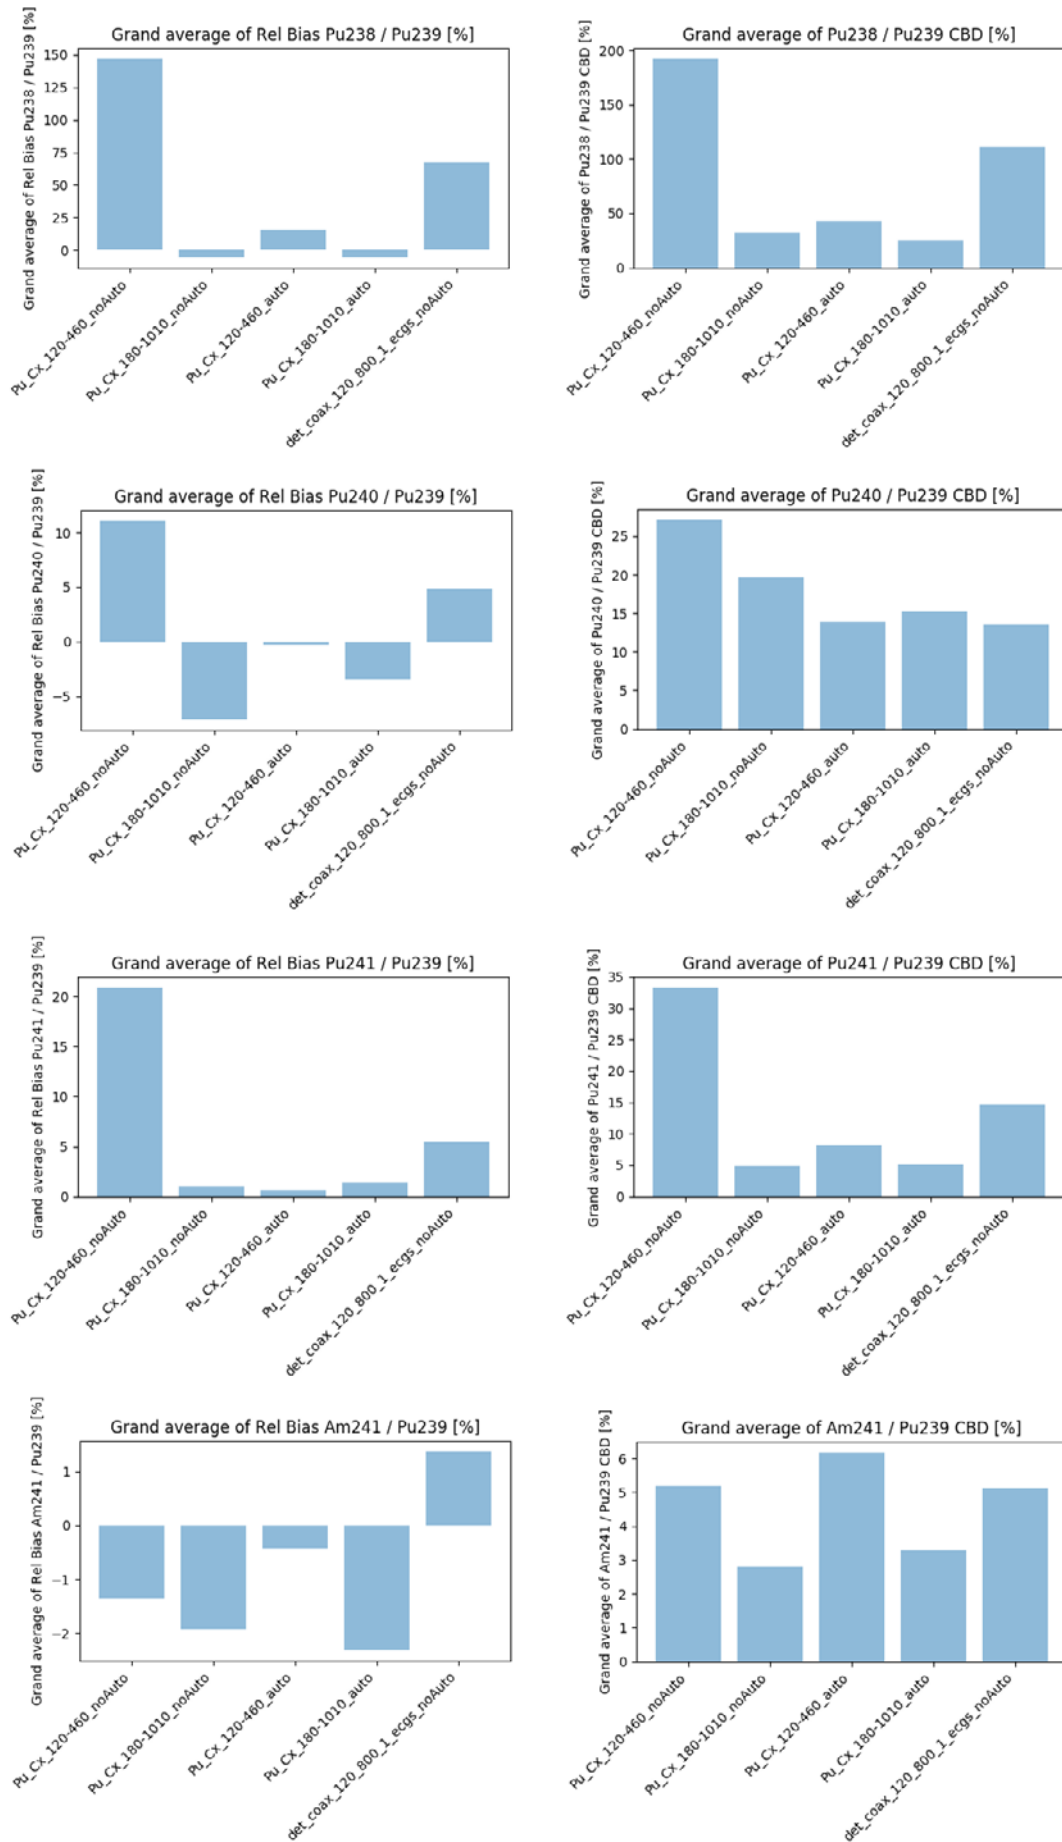 Grand average of Rel Bias Pu238 / Pu239 [%]
Grand average of Rel Bias Pu238 / Pu239 [%]
150
125
100
75
50
25
0
Pu_Cx_120-460_noAuto
Pu_Cx_180-1010_noAuto
Pu_Cx_120-460_auto
Pu_Cx_180-1010_auto
det_coax_120_800_1_ecgs_noAuto
Grand average of Pu238 / Pu239 CBD [%]
Grand average of Pu238 / Pu239 CBD [%]
200
150
100
50
0
Pu_Cx_120-460_noAuto
Pu_Cx_180-1010_noAuto
Pu_Cx_120-460_auto
Pu_Cx_180-1010_auto
det_coax_120_800_1_ecgs_noAuto
Grand average of Rel Bias Pu240 / Pu239 [%]
Grand average of Rel Bias Pu240 / Pu239 [%]
10
5
0
−5
Pu_Cx_120-460_noAuto
Pu_Cx_180-1010_noAuto
Pu_Cx_120-460_auto
Pu_Cx_180-1010_auto
det_coax_120_800_1_ecgs_noAuto
Grand average of Pu240 / Pu239 CBD [%]
Grand average of Pu240 / Pu239 CBD [%]
25
20
15
10
5
0
Pu_Cx_120-460_noAuto
Pu_Cx_180-1010_noAuto
Pu_Cx_120-460_auto
Pu_Cx_180-1010_auto
det_coax_120_800_1_ecgs_noAuto
Grand average of Rel Bias Pu241 / Pu239 [%]
Grand average of Rel Bias Pu241 / Pu239 [%]
20
15
10
5
0
Pu_Cx_120-460_noAuto
Pu_Cx_180-1010_noAuto
Pu_Cx_120-460_auto
Pu_Cx_180-1010_auto
det_coax_120_800_1_ecgs_noAuto
Grand average of Pu241 / Pu239 CBD [%]
Grand average of Pu241 / Pu239 CBD [%]
35
30
25
20
15
10
5
0
Pu_Cx_120-460_noAuto
Pu_Cx_180-1010_noAuto
Pu_Cx_120-460_auto
Pu_Cx_180-1010_auto
det_coax_120_800_1_ecgs_noAuto
Grand average of Rel Bias Am241 / Pu239 [%]
Grand average of Rel Bias Am241 / Pu239 [%]
1
0
−1
−2
Pu_Cx_120-460_noAuto
Pu_Cx_180-1010_noAuto
Pu_Cx_120-460_auto
Pu_Cx_180-1010_auto
det_coax_120_800_1_ecgs_noAuto
Grand average of Am241 / Pu239 CBD [%]
Grand average of Am241 / Pu239 CBD [%]
6
5
4
3
2
1
0
Pu_Cx_120-460_noAuto
Pu_Cx_180-1010_noAuto
Pu_Cx_120-460_auto
Pu_Cx_180-1010_auto
det_coax_120_800_1_ecgs_noAuto